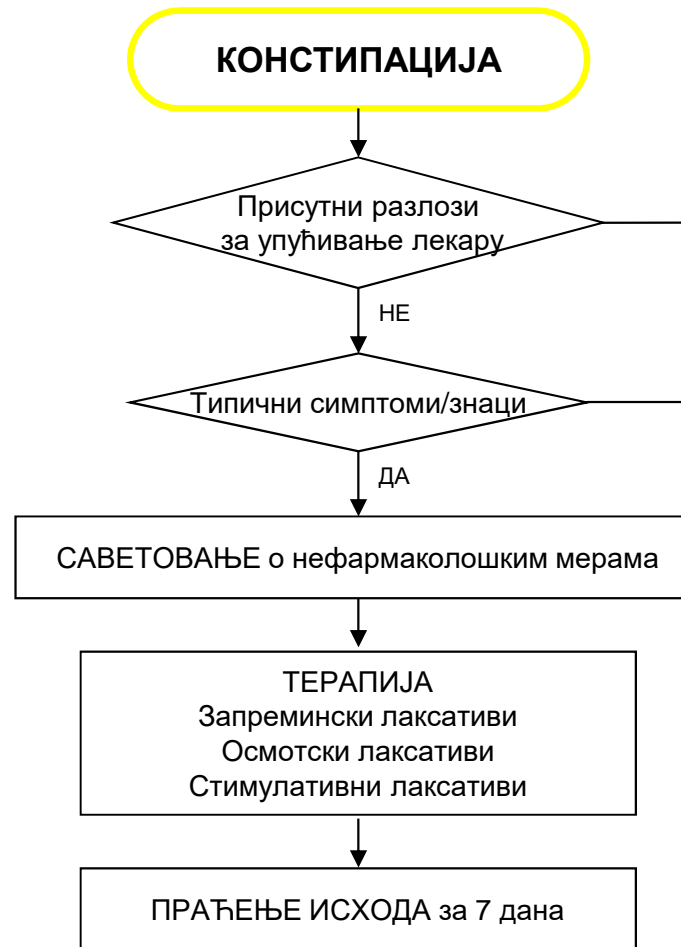 КОНСТИПАЦИЈА
Присутни разлози
за упућивање лекару
НЕ
Типични симптоми/знаци
ДА
САВЕТОВАЊЕ о нефармаколошким мерама
ТЕРАПИЈА
Запремински лаксативи
Осмотски лаксативи
Стимулативни лаксативи
ПРАЋЕЊЕ ИСХОДА за 7 дана